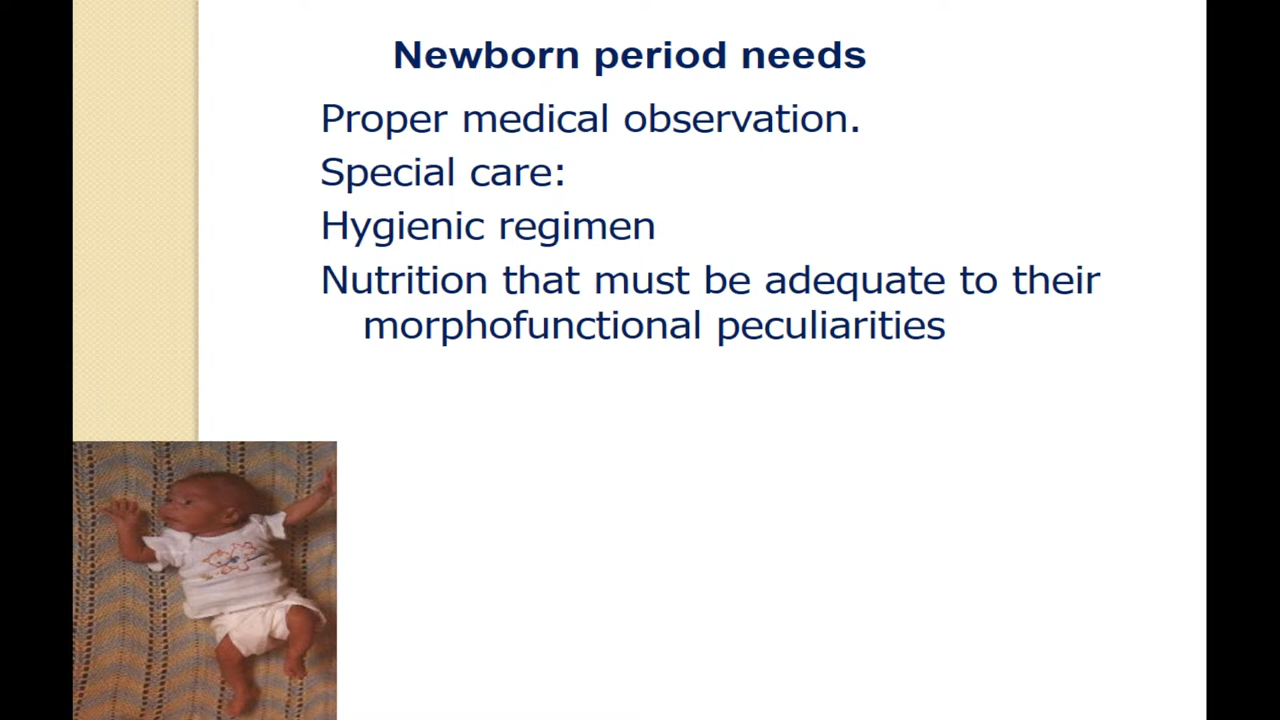 Newborn period needs
Proper medical observation.
Special care:
Hygienic regimen
Nutrition that must be adequate to their
morphofunctional peculiarities